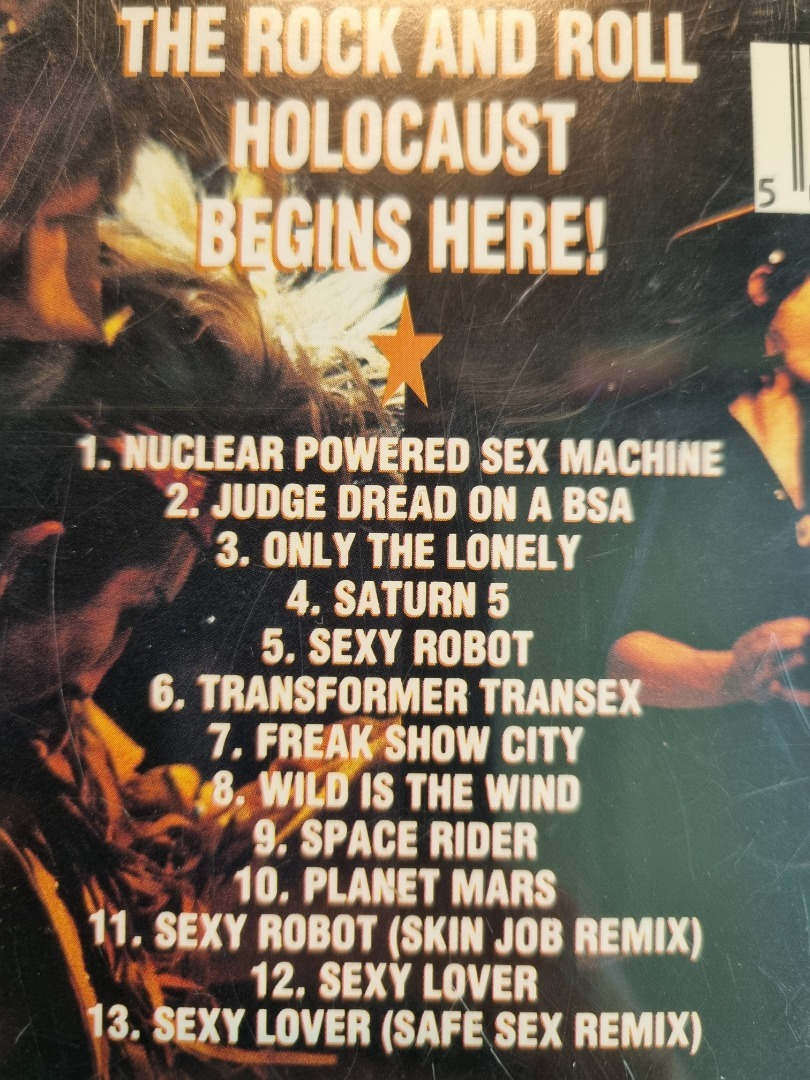 THE ROCK AND ROLL
HOLOCAUST
BEGINS HERE!
5
1. NUCLEAR POWERED SEX MACHINE
2. JUDGE DREAD ON A BSA
3. ONLY THE LONELY
4. SATURN 5
5. SEXY ROBOT
6. TRANSFORMER TRANSEX
7. FREAK SHOW CITY
8. WILD IS THE WIND
9. SPACE RIDER
10. PLANET MARS
11. SEXY ROBOT (SKIN JOB REMIX)
12. SEXY LOVER
13. SEXY LOVER (SAFE SEX REMIX)